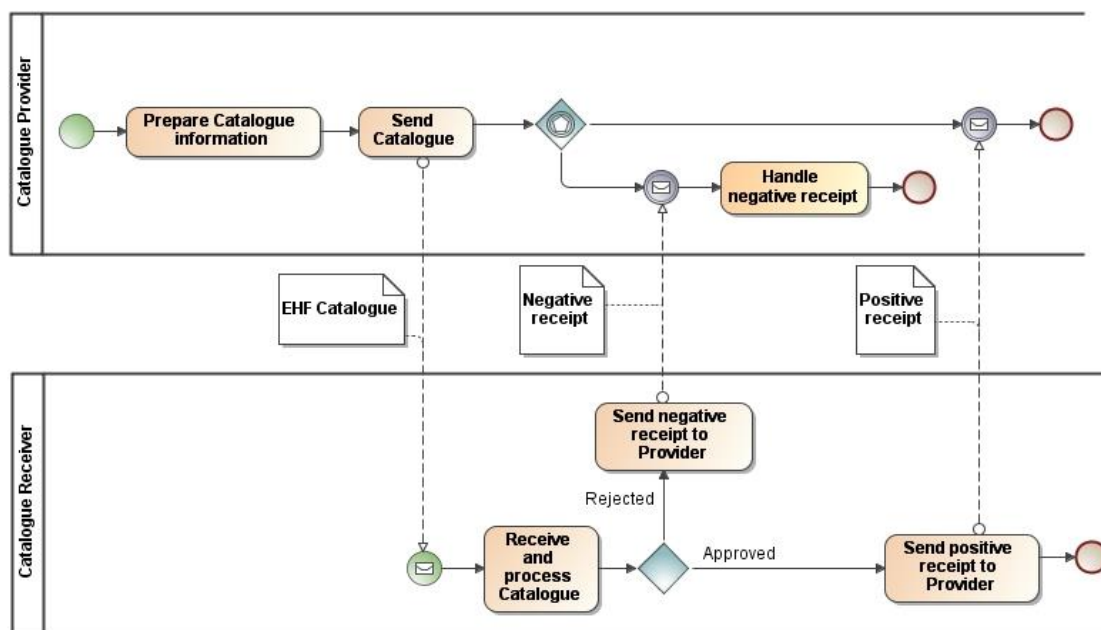 Catalogue Provider
Prepare Catalogue
information
Send
Catalogue
Handle
negative receipt
EHF Catalogue
Negative
receipt
Positive
receipt
Catalogue Receiver
Send negative
receipt to
Provider
Rejected
Receive
and
process
Catalogue
Approved
Send positive
receipt to
Provider